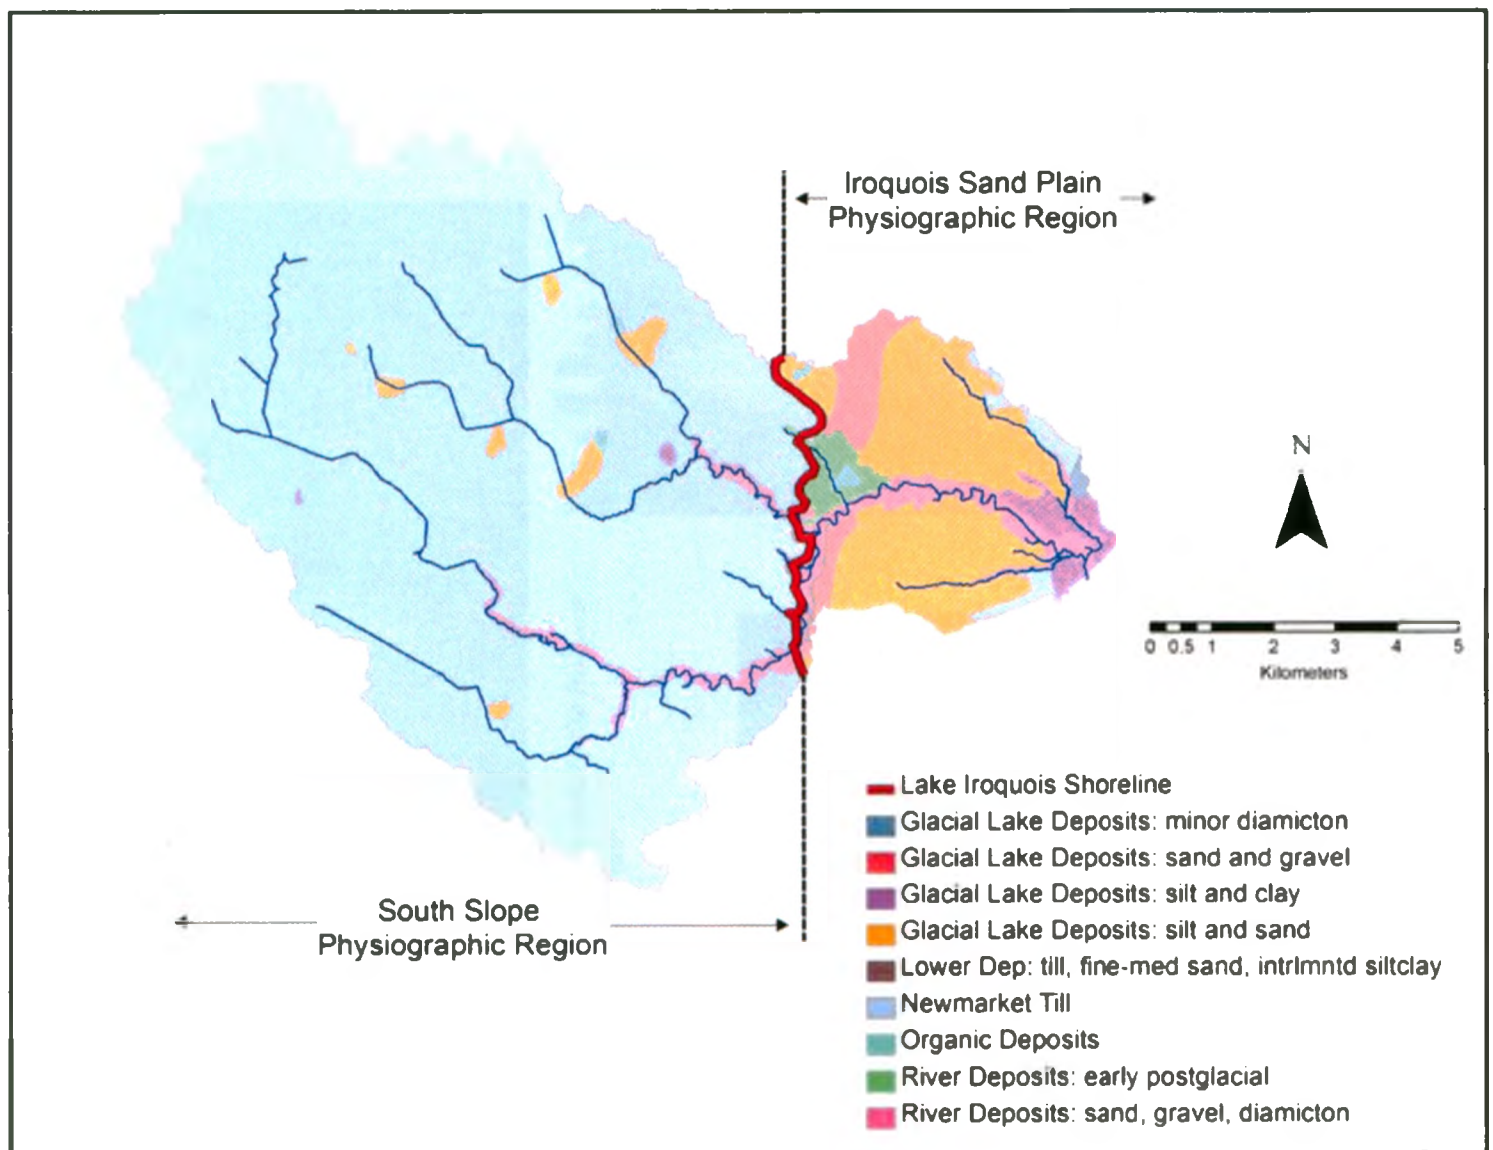 Iroquois Sand Plain
Physiographic Region
N
0 0.5 1 2 3 4 5
Kilometers
Lake Iroquois Shoreline
Glacial Lake Deposits: minor diamicton
Glacial Lake Deposits: sand and gravel
Glacial Lake Deposits: silt and clay
Glacial Lake Deposits: silt and sand
Lower Dep: till, fine-med sand, intrlmntd siltclay
Newmarket Till
Organic Deposits
River Deposits: early postglacial
River Deposits: sand, gravel, diamicton
South Slope
Physiographic Region